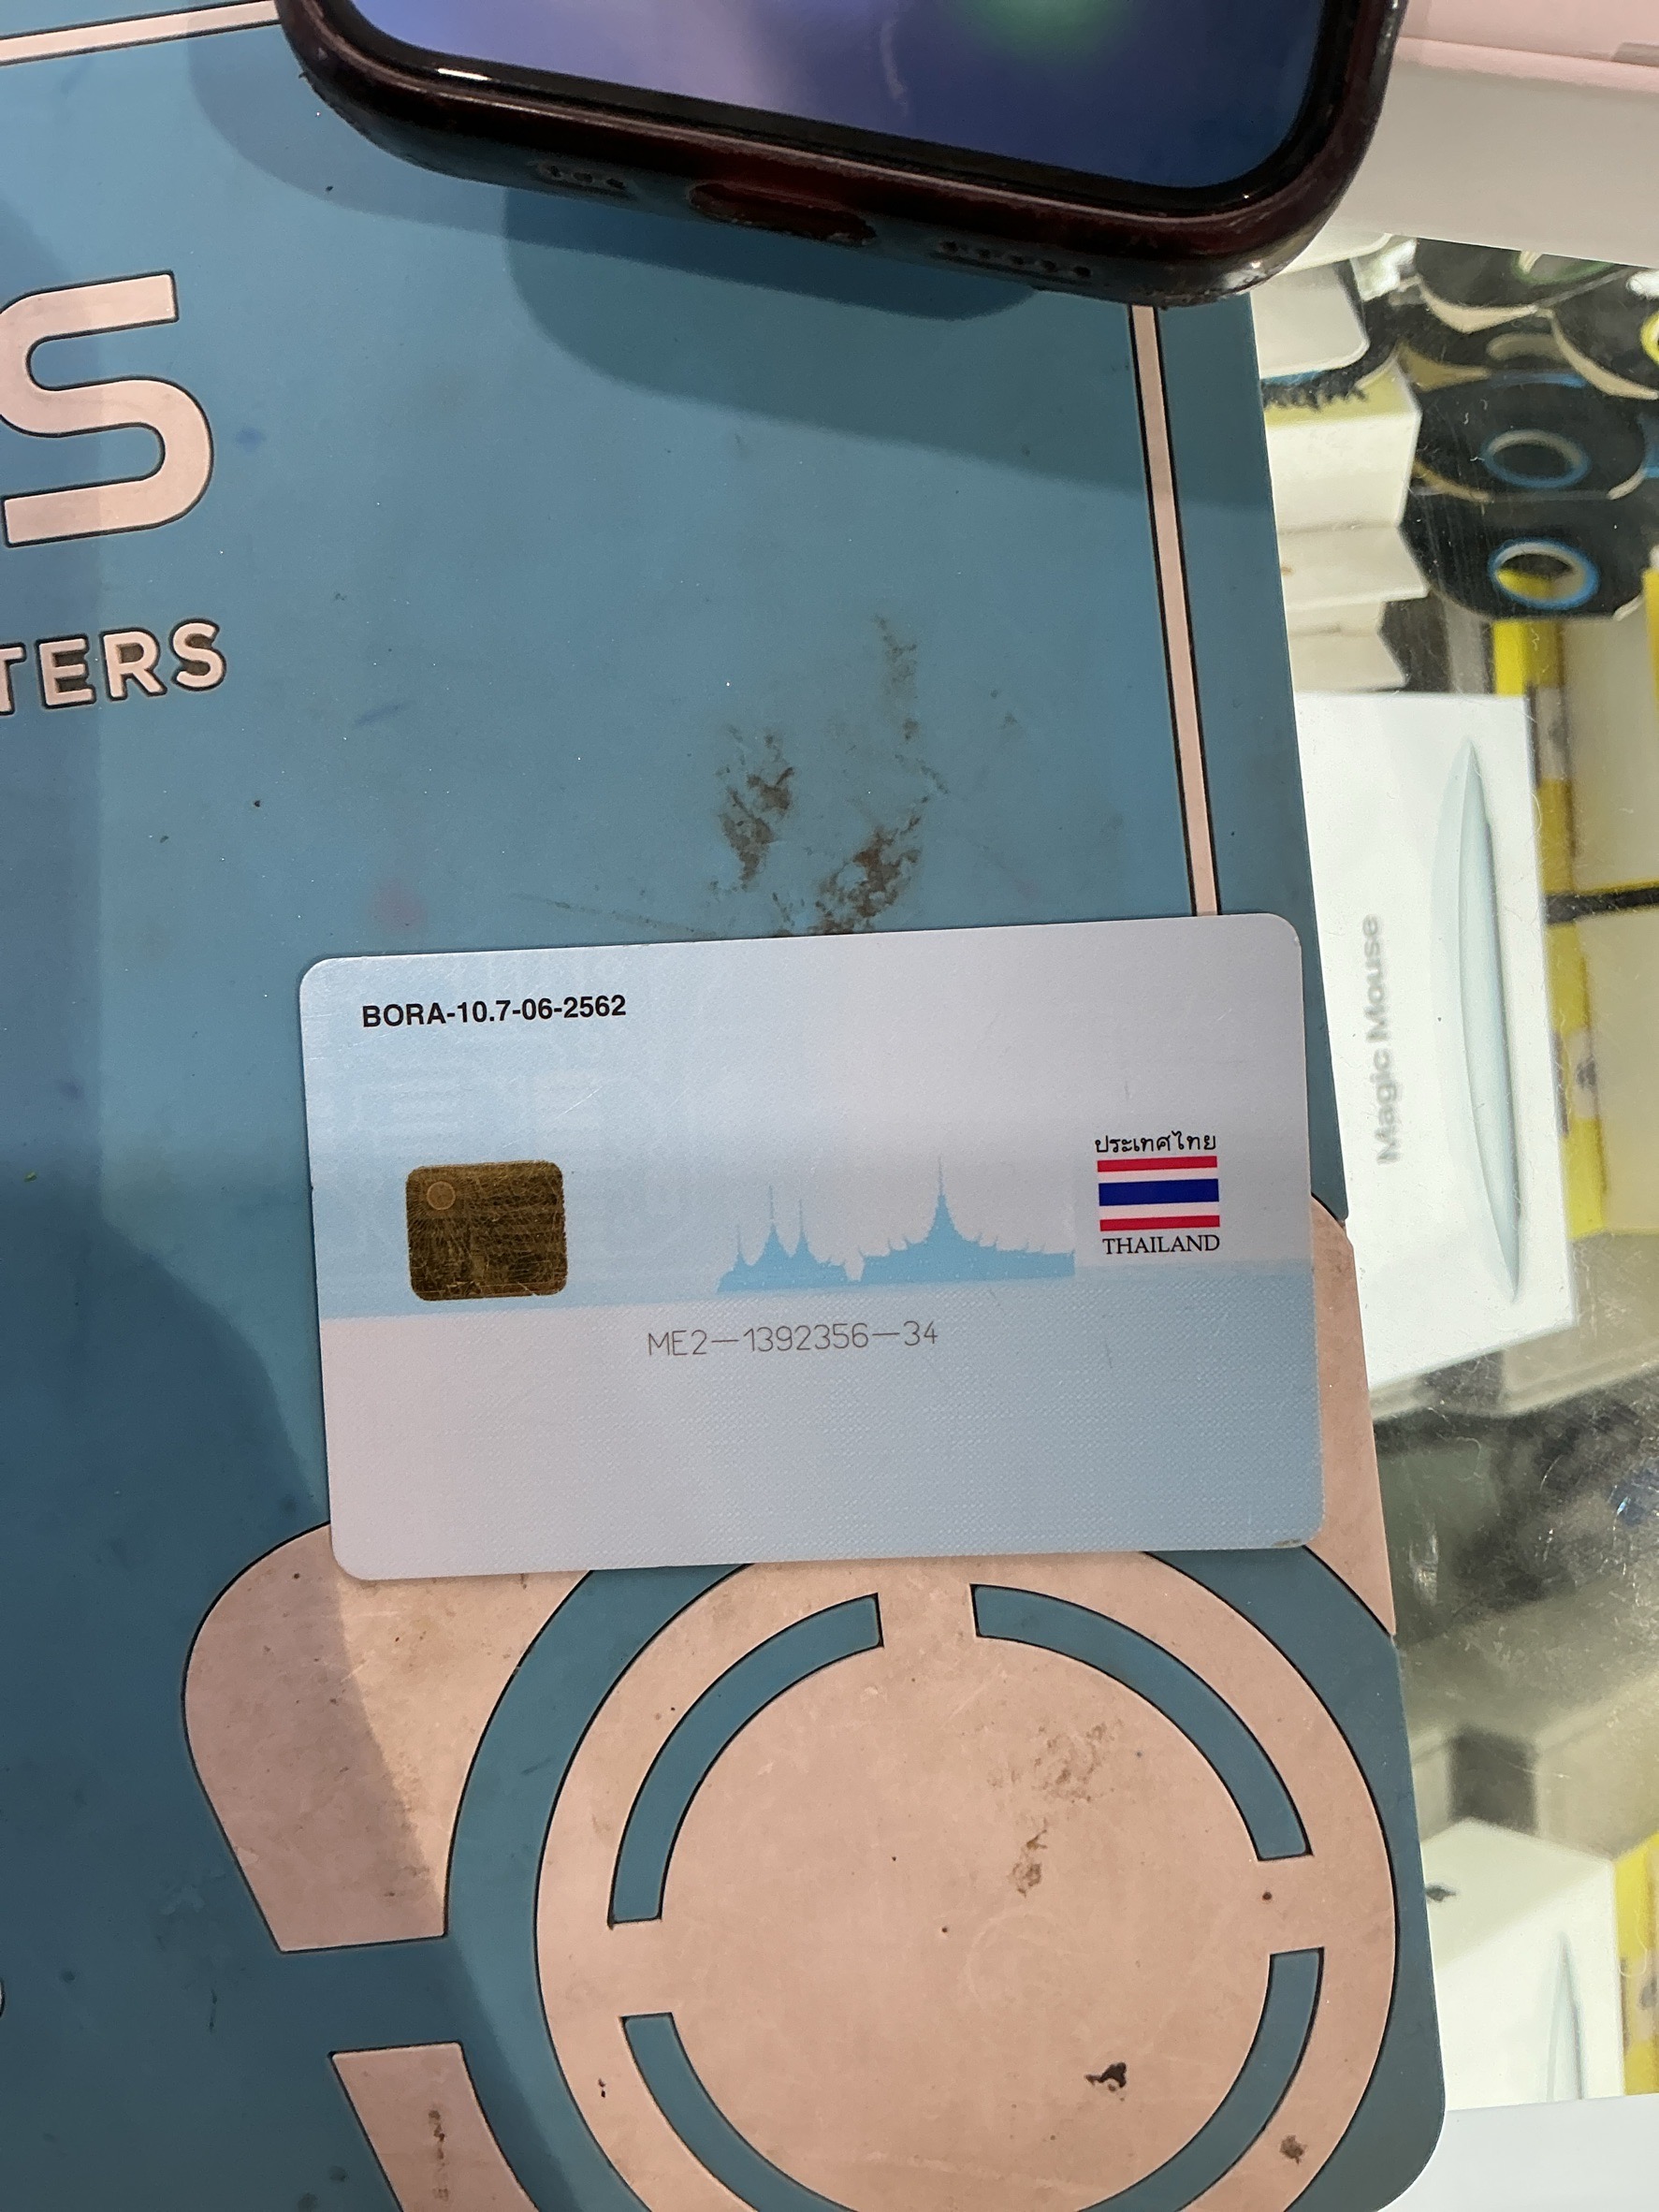 S
TERS
BORA-10.7-06-2562
ประเทศไทย
THAILAND
ME2-1392356-34
Magic Mouse